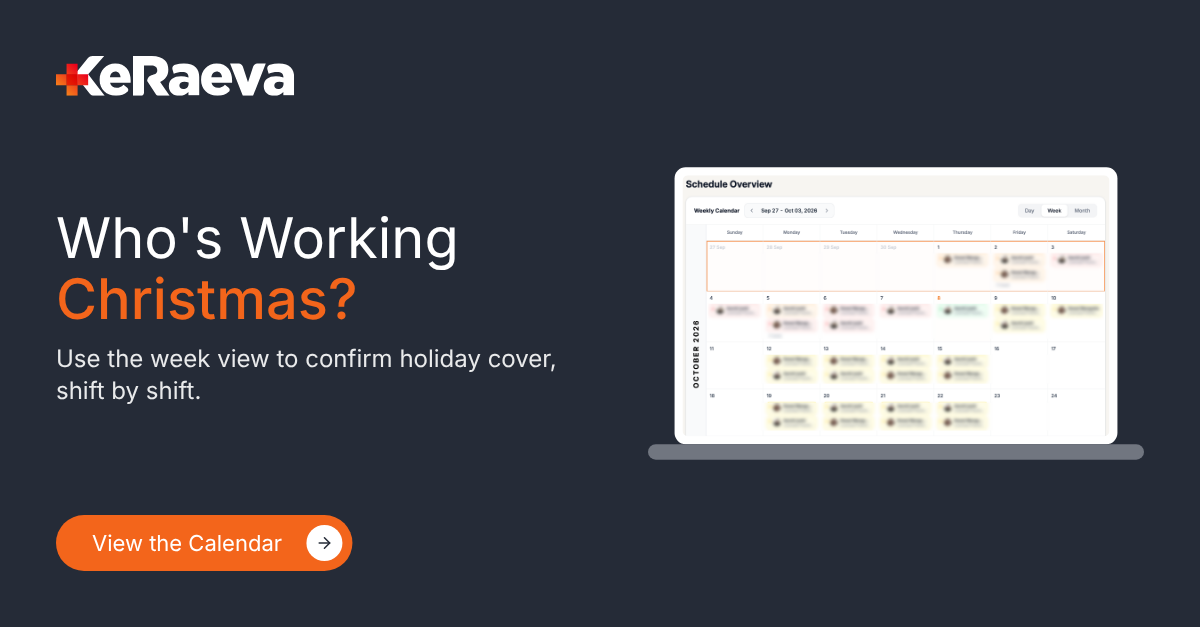 KeRaeva
Who's Working
Christmas?
Use the week view to confirm holiday cover,
shift by shift.
View the Calendar
Schedule Overview
Weekly Calendar
Sep 27 – Oct 03, 2026
Day Week Month
Sunday Monday Tuesday Wednesday Thursday Friday Saturday
27 Sep 28 Sep 29 Sep 30 Sep 1 2 3
4 5 6 7 8 9 10
OCTOBER 2026
11 12 13 14 15 16 17
18 19 20 21 22 23 24